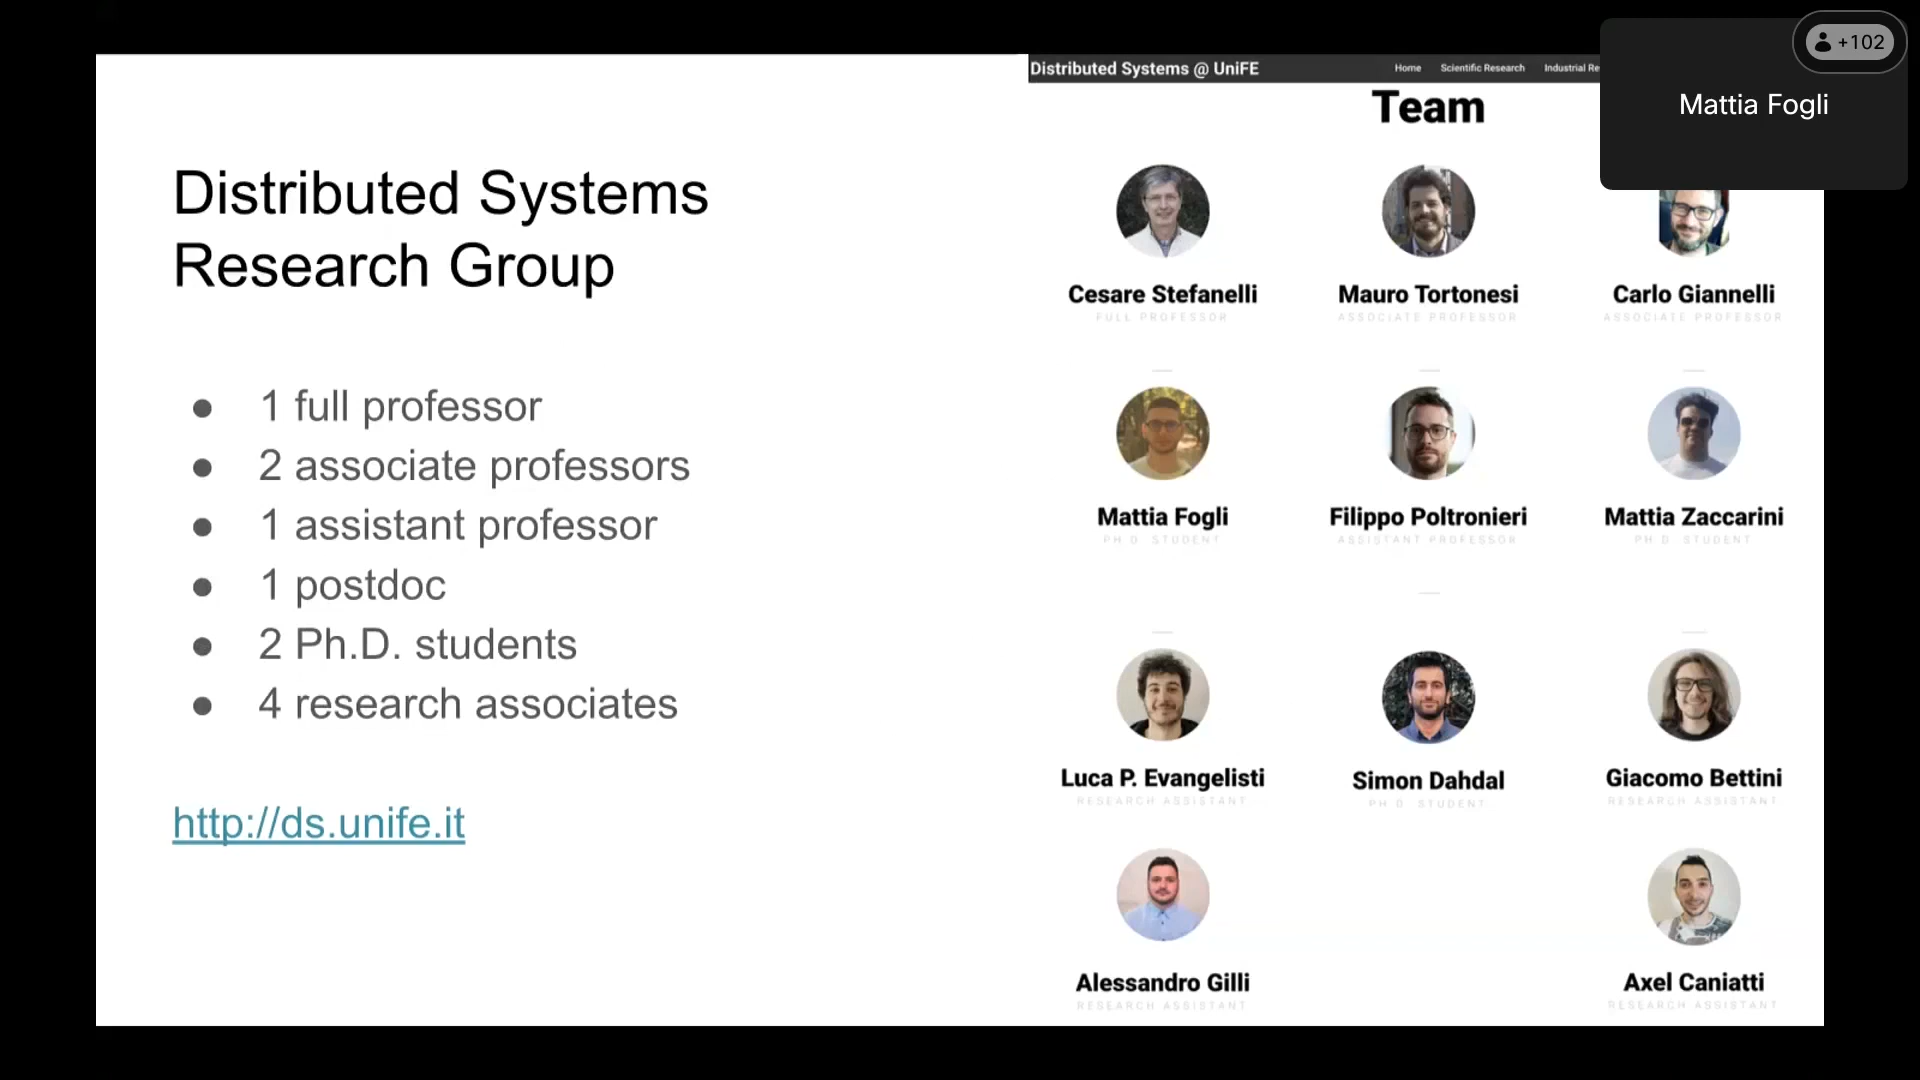 Distributed Systems
Research Group
● 1 full professor
● 2 associate professors
● 1 assistant professor
● 1 postdoc
● 2 Ph.D. students
● 4 research associates
http://ds.unife.it
Distributed Systems @ UniFE
Home Scientific Research Industrial Re
Team
Cesare Stefanelli
FULL PROFESSOR
Mauro Tortonesi
ASSOCIATE PROFESSOR
Carlo Giannelli
ASSOCIATE PROFESSOR
Mattia Fogli
PH.D. STUDENT
Filippo Poltronieri
ASSISTANT PROFESSOR
Mattia Zaccarini
PH.D. STUDENT
Luca P. Evangelisti
RESEARCH ASSISTANT
Simon Dahdal
PH.D. STUDENT
Giacomo Bettini
RESEARCH ASSISTANT
Alessandro Gilli
RESEARCH ASSISTANT
Axel Caniatti
RESEARCH ASSISTANT
+102
Mattia Fogli